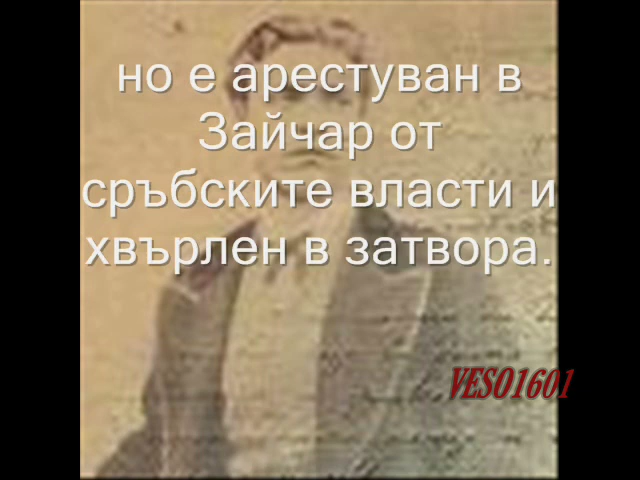 но е арестуван в
Зайчар от
сръбските власти и
хвърлен в затвора.
VESO1601